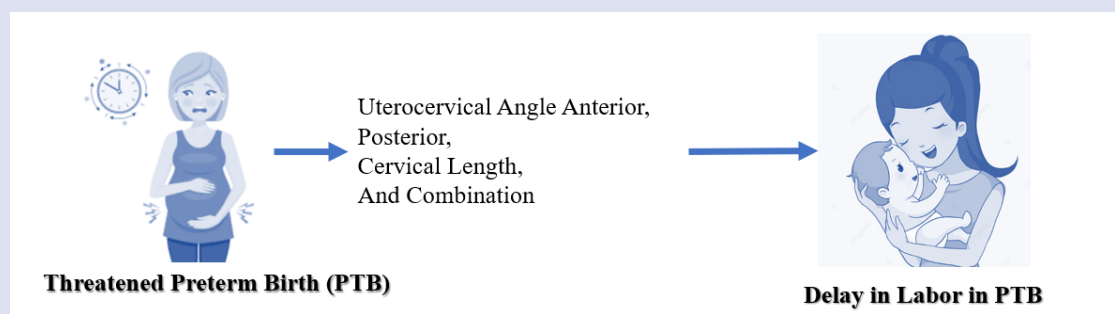 Uterocervical Angle Anterior,
Posterior,
Cervical Length,
And Combination
Threatened Preterm Birth (PTB)
Delay in Labor in PTB